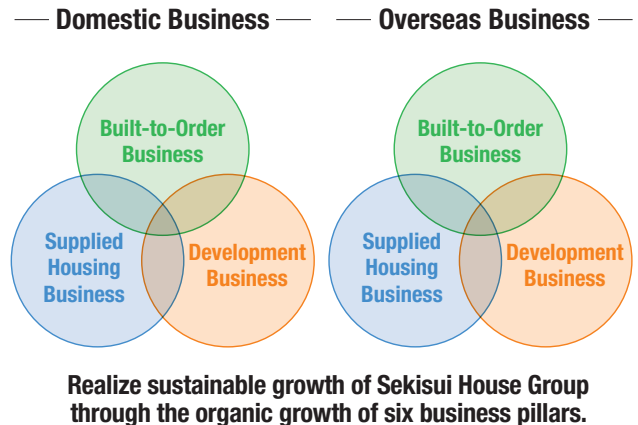 Domestic Business
Built-to-Order
Business
Supplied
Housing
Business
Development
Business
Overseas Business
Built-to-Order
Business
Supplied
Housing
Business
Development
Business
Realize sustainable growth of Sekisui House Group
through the organic growth of six business pillars.